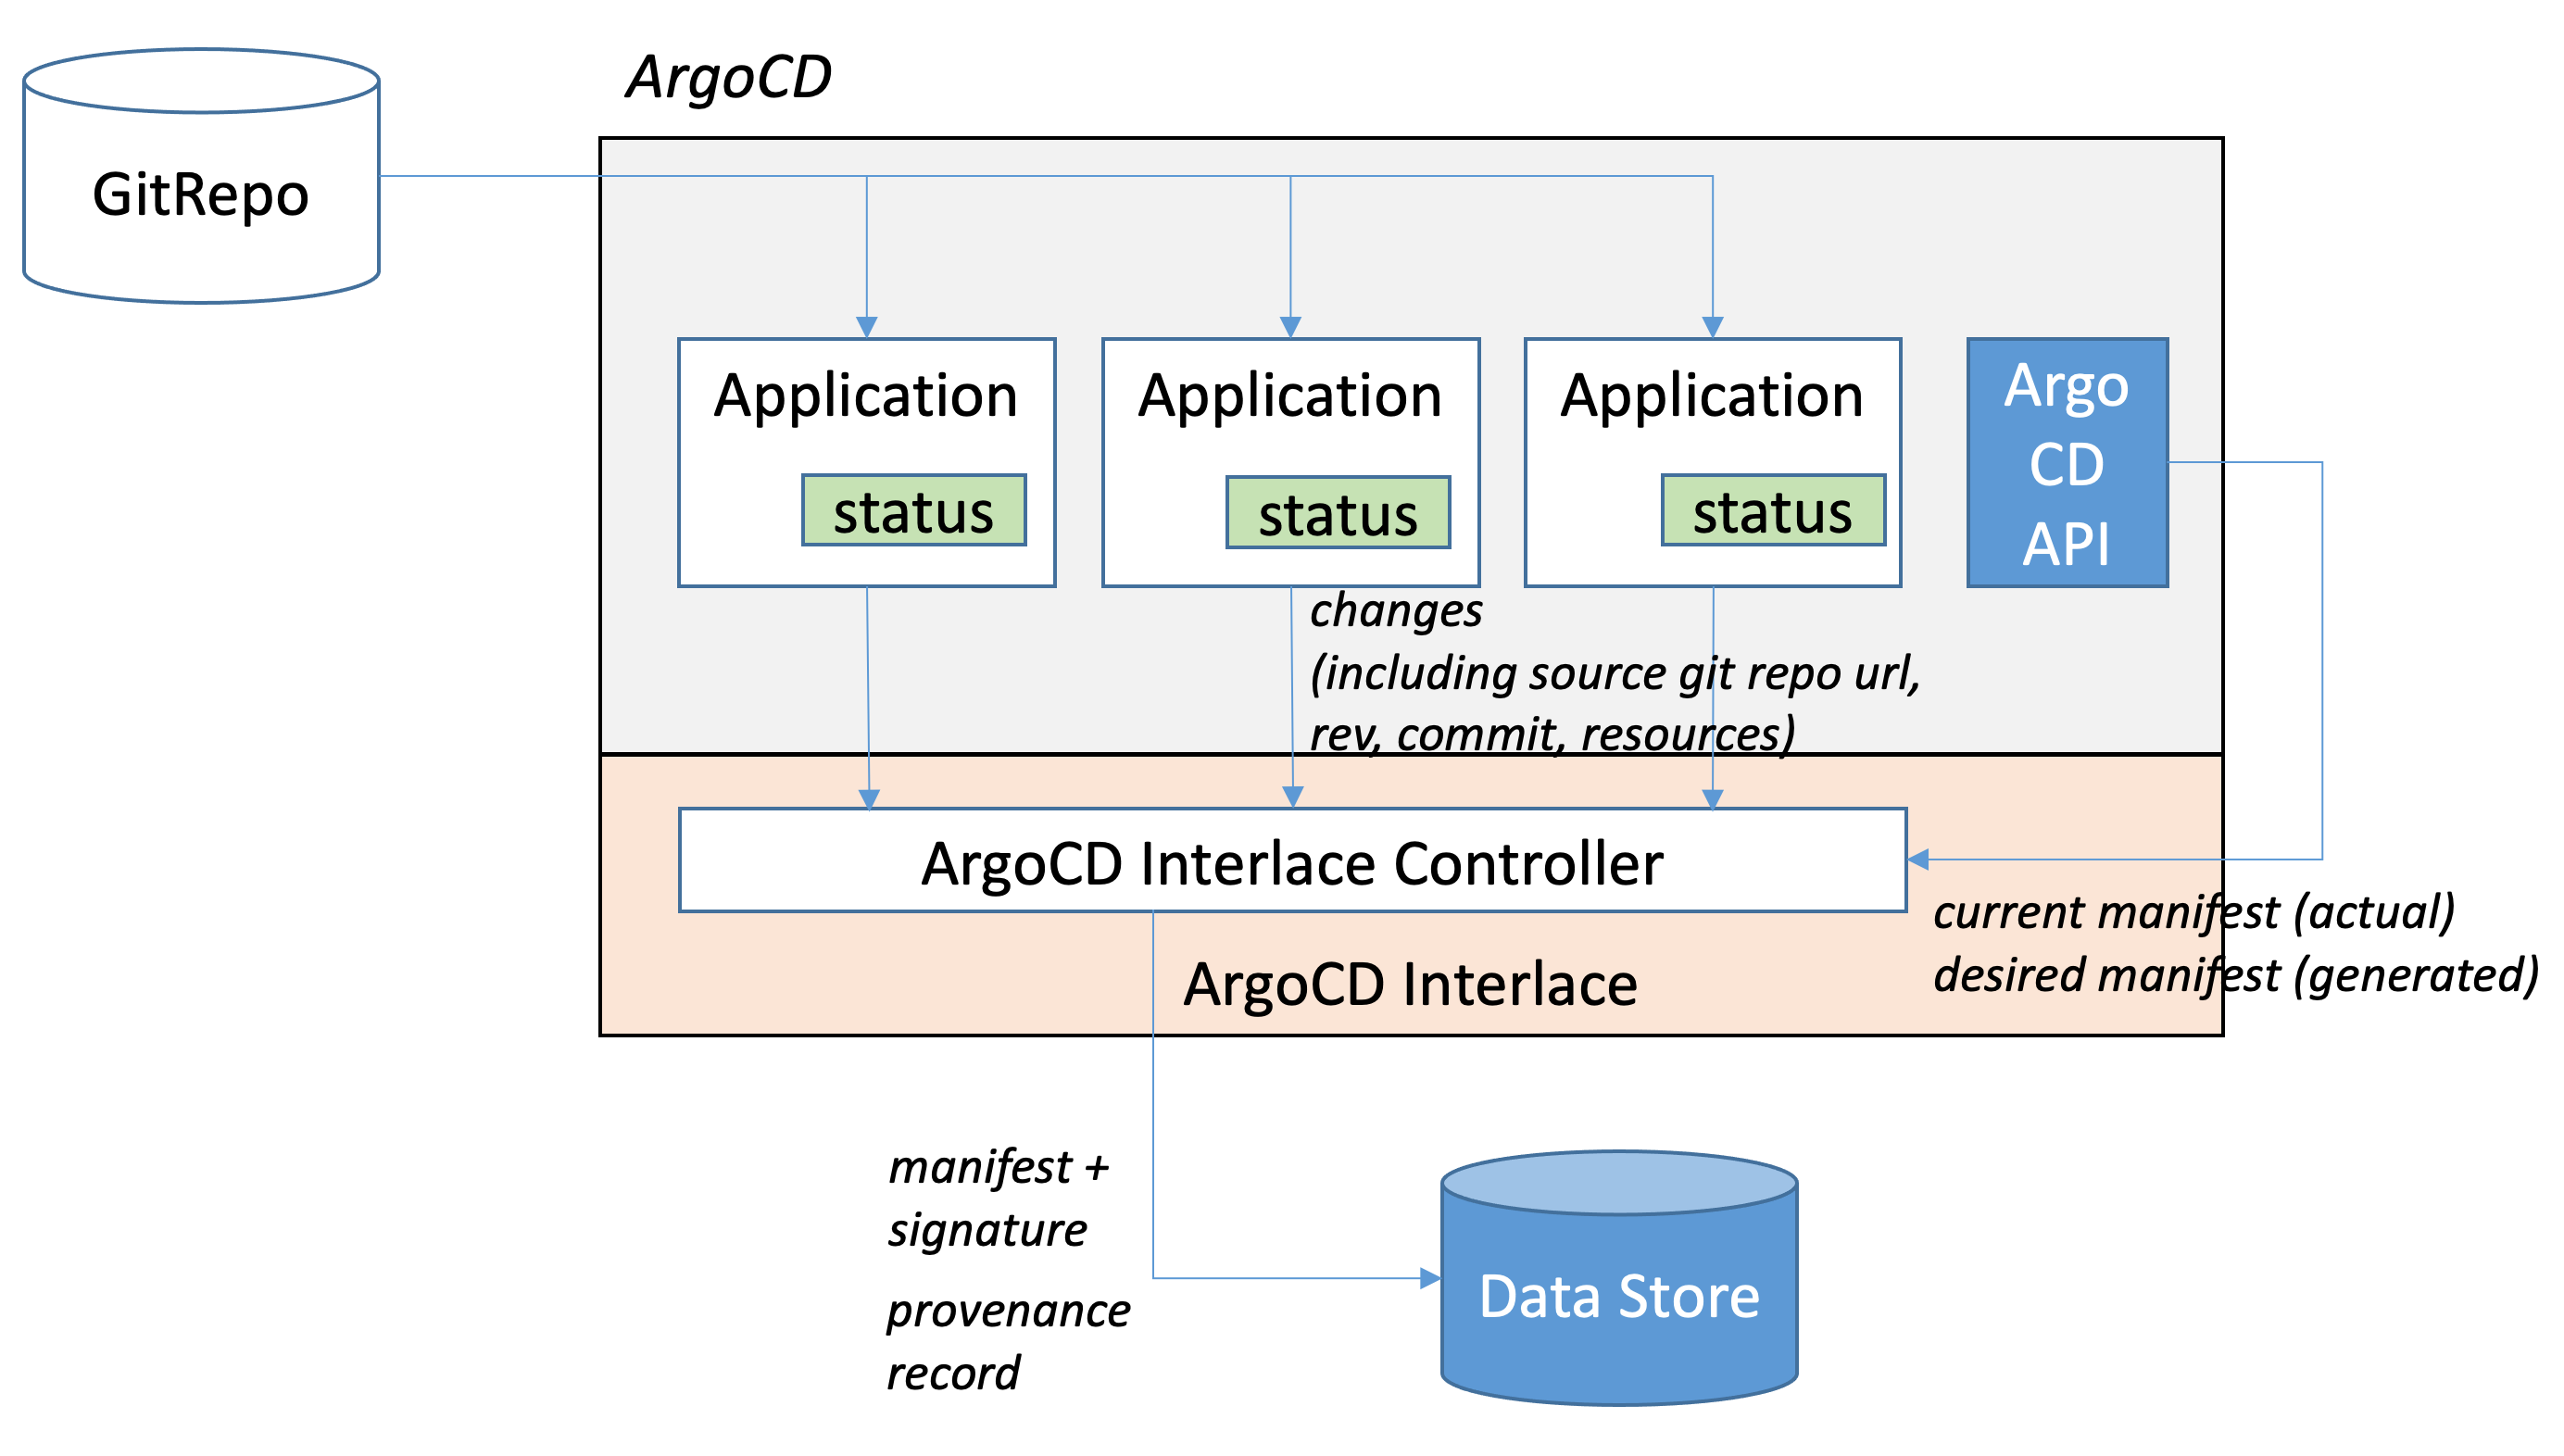 ArgoCD
GitRepo
Application
status
Application
status
Application
status
Argo
CD
API
changes
(including source git repo url,
rev, commit, resources)
ArgoCD Interlace Controller
current manifest (actual)
desired manifest (generated)
ArgoCD Interlace
manifest +
signature
provenance
record
Data Store